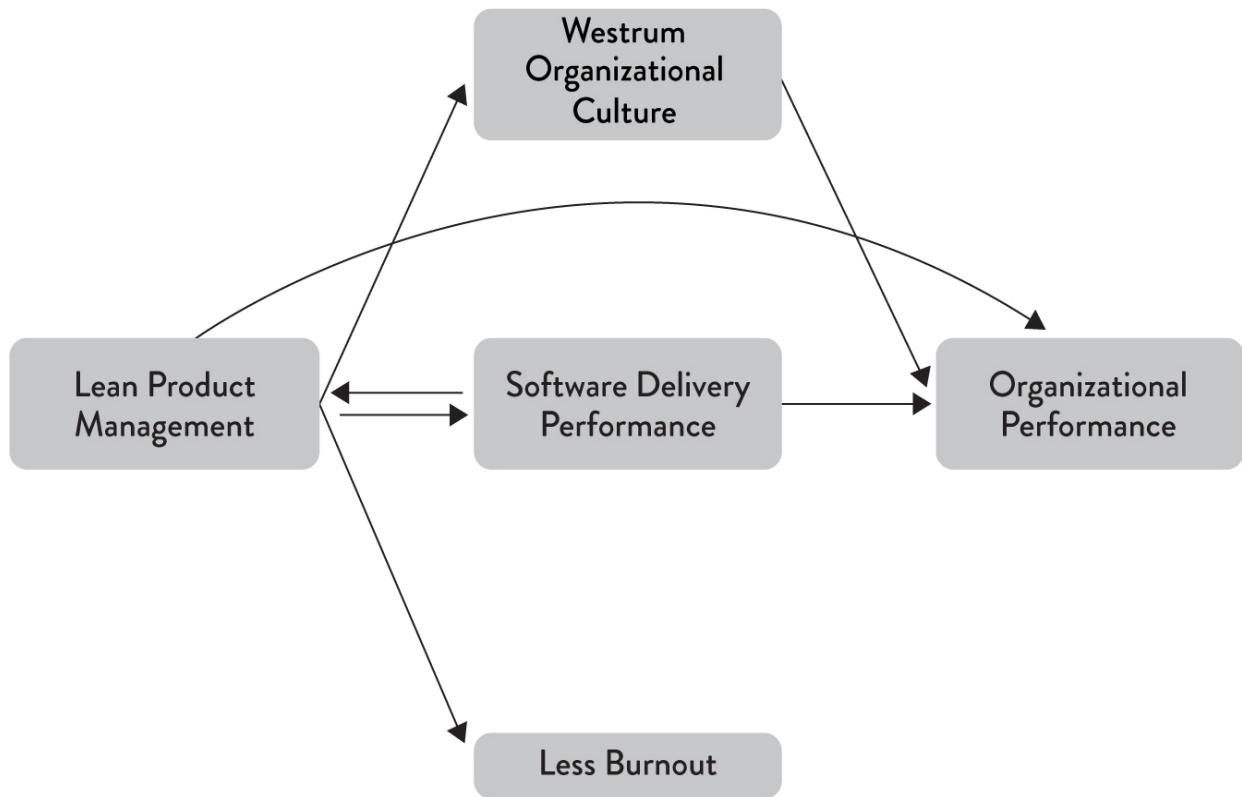 Westrum
Organizational
Culture
Lean Product
Management
Software Delivery
Performance
Organizational
Performance
Less Burnout